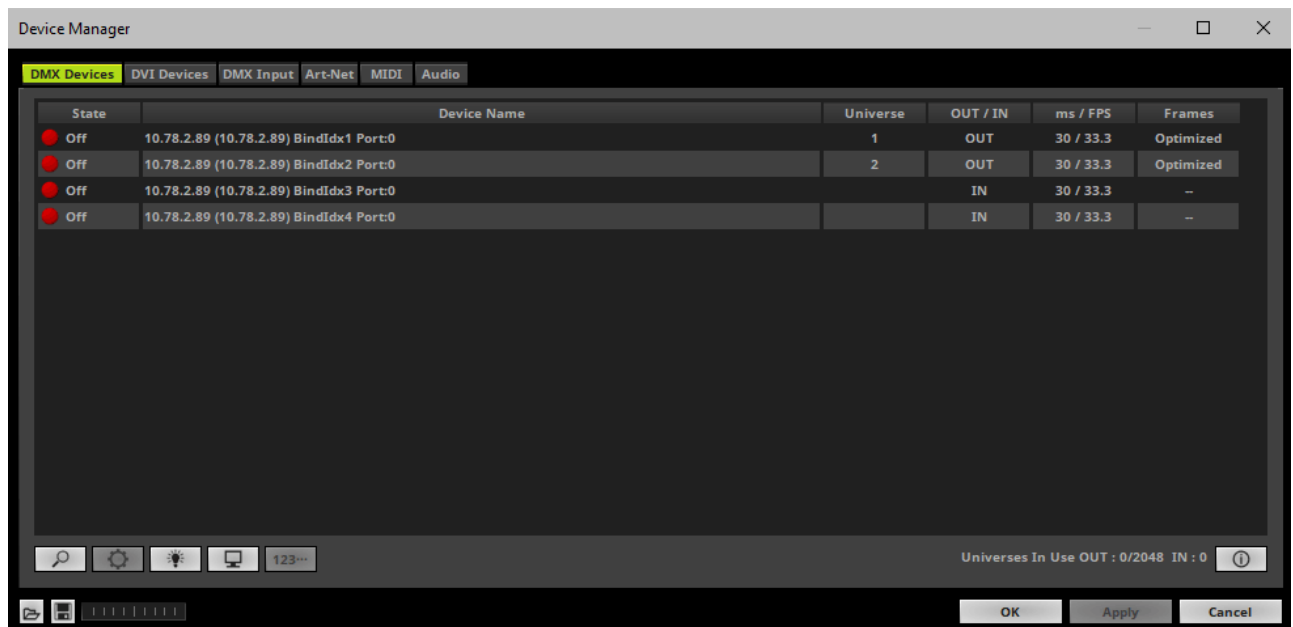 Device Manager
DMX Devices DVI Devices DMX Input Art-Net MIDI Audio
State Device Name Universe OUT / IN ms / FPS Frames
Off 10.78.2.89 (10.78.2.89) BindIdx1 Port:0 1 OUT 30 / 33.3 Optimized
Off 10.78.2.89 (10.78.2.89) BindIdx2 Port:0 2 OUT 30 / 33.3 Optimized
Off 10.78.2.89 (10.78.2.89) BindIdx3 Port:0 IN 30 / 33.3 --
Off 10.78.2.89 (10.78.2.89) BindIdx4 Port:0 IN 30 / 33.3 --
123... Universes In Use OUT : 0/2048 IN : 0
OK Apply Cancel